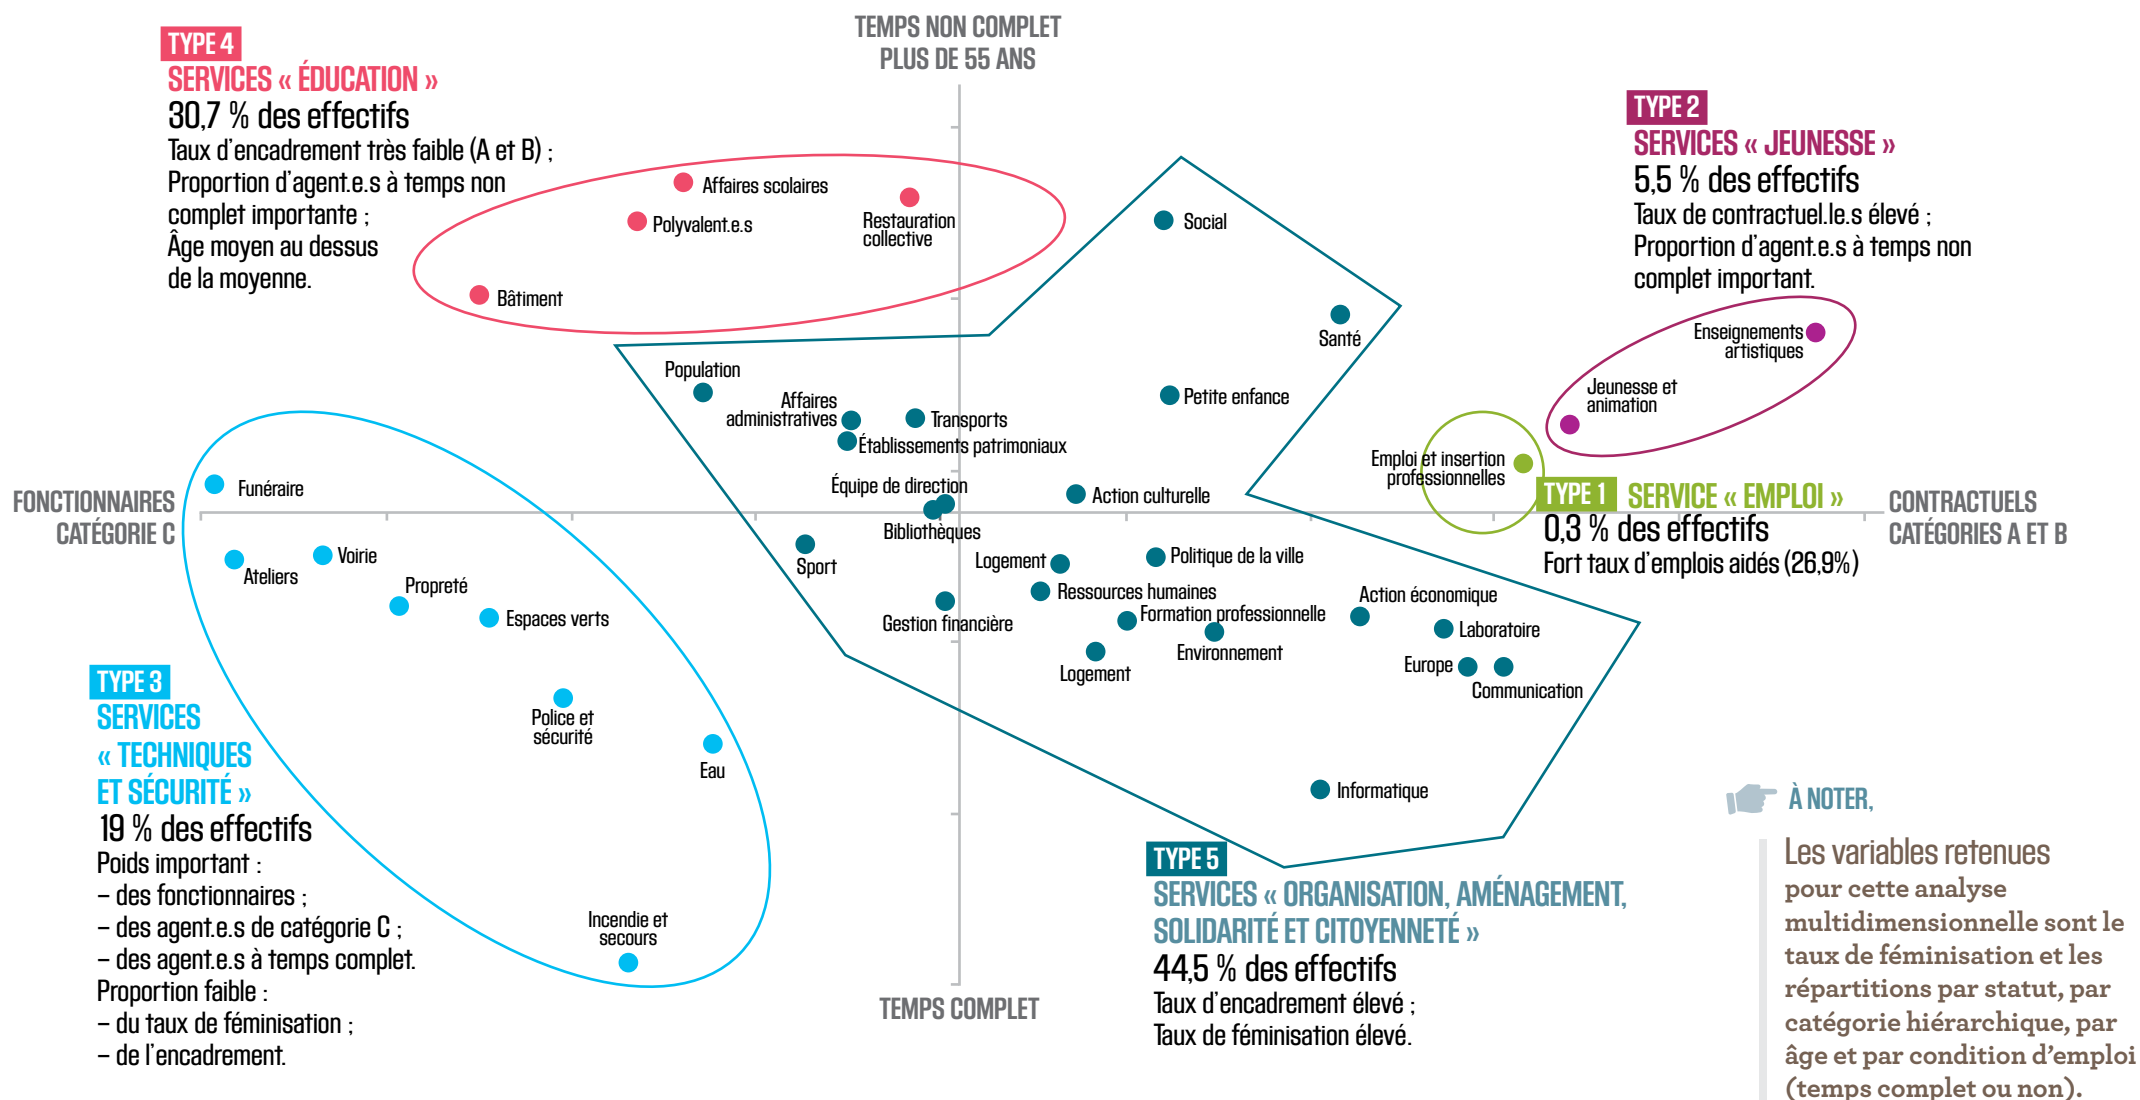 TEMPS NON COMPLET
PLUS DE 55 ANS
TYPE 4
SERVICES « ÉDUCATION »
30,7 % des effectifs
Taux d'encadrement très faible (A et B) ;
Proportion d'agent.e.s à temps non
complet importante ;
Âge moyen au dessus
de la moyenne.
TYPE 2
SERVICES « JEUNESSE »
5,5 % des effectifs
Taux de contractuel.le.s élevé ;
Proportion d'agent.e.s à temps non
complet important.
Affaires scolaires
Polyvalent.e.s
Restauration
collective
Bâtiment
Social
Santé
Enseignements
artistiques
Jeunesse et
animation
Population
Affaires
administratives
Transports
Établissements patrimoniaux
Petite enfance
Équipe de direction
Bibliothèques
Action culturelle
Emploi et insertion
professionnelles
TYPE 1
SERVICE « EMPLOI »
0,3 % des effectifs
Fort taux d'emplois aidés (26,9%)
FONCTIONNAIRES
CATÉGORIE C
CONTRACTUELS
CATÉGORIES A ET B
Funéraire
Ateliers
Voirie
Propreté
Espaces verts
Police et
sécurité
Eau
Incendie et
secours
Sport
Logement
Politique de la ville
Ressources humaines
Gestion financière
Formation professionnelle
Environnement
Logement
Action économique
Laboratoire
Europe
Communication
Informatique
TYPE 3
SERVICES
« TECHNIQUES
ET SÉCURITÉ »
19 % des effectifs
Poids important :
– des fonctionnaires ;
– des agent.e.s de catégorie C ;
– des agent.e.s à temps complet.
Proportion faible :
– du taux de féminisation ;
– de l'encadrement.
TEMPS COMPLET
TYPE 5
SERVICES « ORGANISATION, AMÉNAGEMENT,
SOLIDARITÉ ET CITOYENNETÉ »
44,5 % des effectifs
Taux d'encadrement élevé ;
Taux de féminisation élevé.
À NOTER,
Les variables retenues
pour cette analyse
multidimensionnelle sont le
taux de féminisation et les
répartitions par statut, par
catégorie hiérarchique, par
âge et par condition d'emploi
(temps complet ou non).